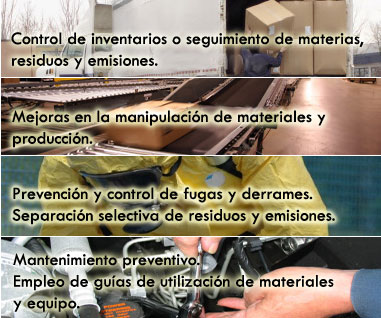 Control de inventarios o seguimiento de materias,
residuos y emisiones.
Mejoras en la manipulación de materiales y
producción.
Prevención y control de fugas y derrames.
Separación selectiva de residuos y emisiones.
Mantenimiento preventivo.
Empleo de guías de utilización de materiales
y equipo.